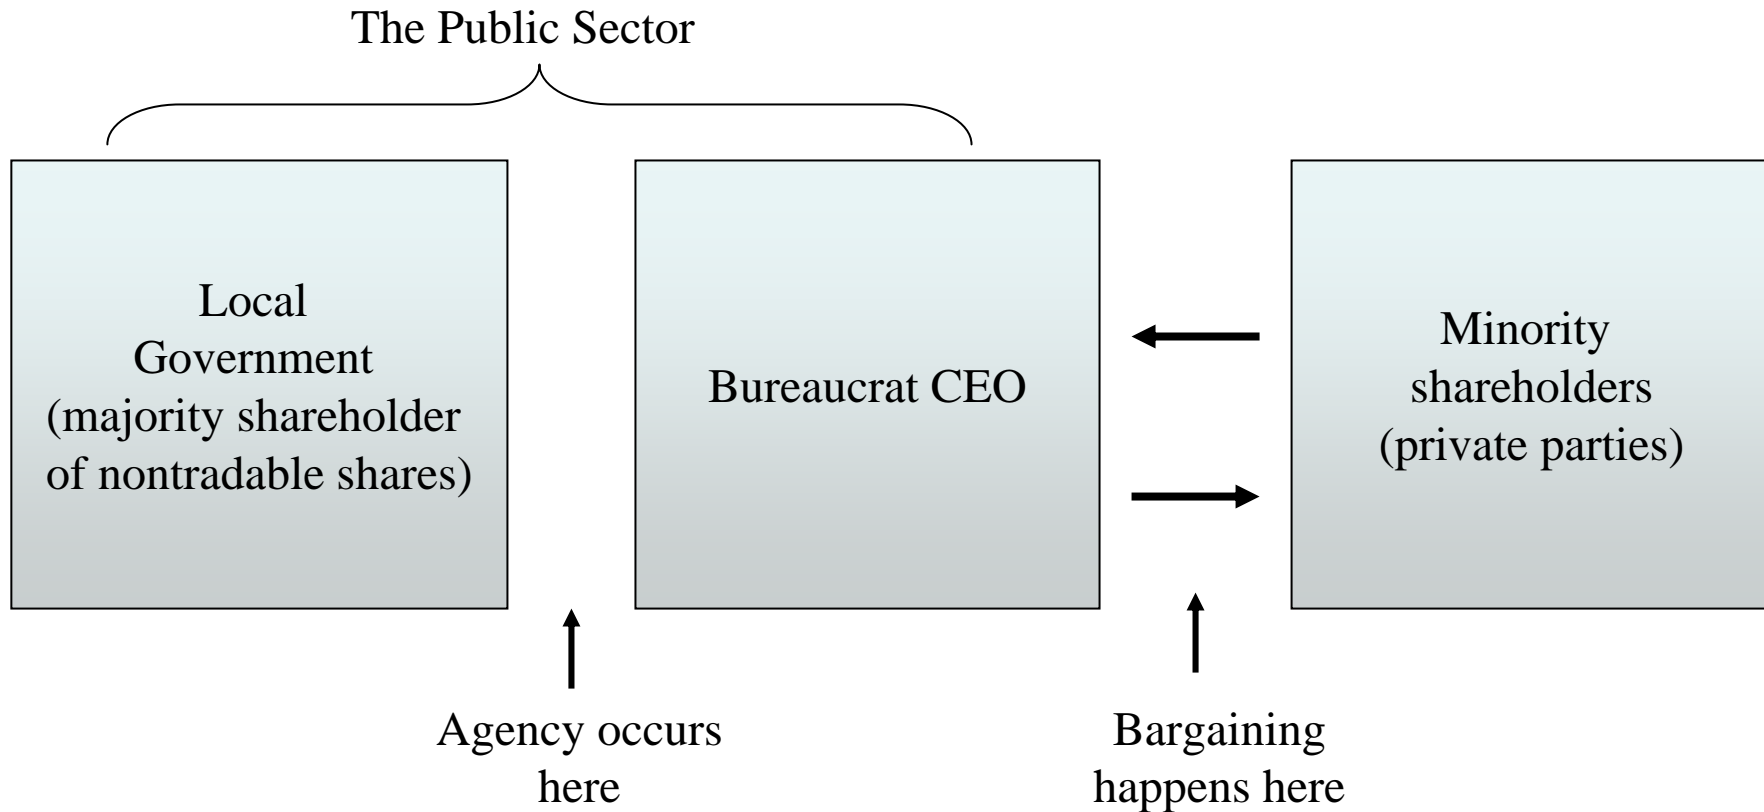 The Public Sector
Local
Government
(majority shareholder
of nontradable shares)
Bureaucrat CEO
Minority
shareholders
(private parties)
Agency occurs
here
Bargaining
happens here